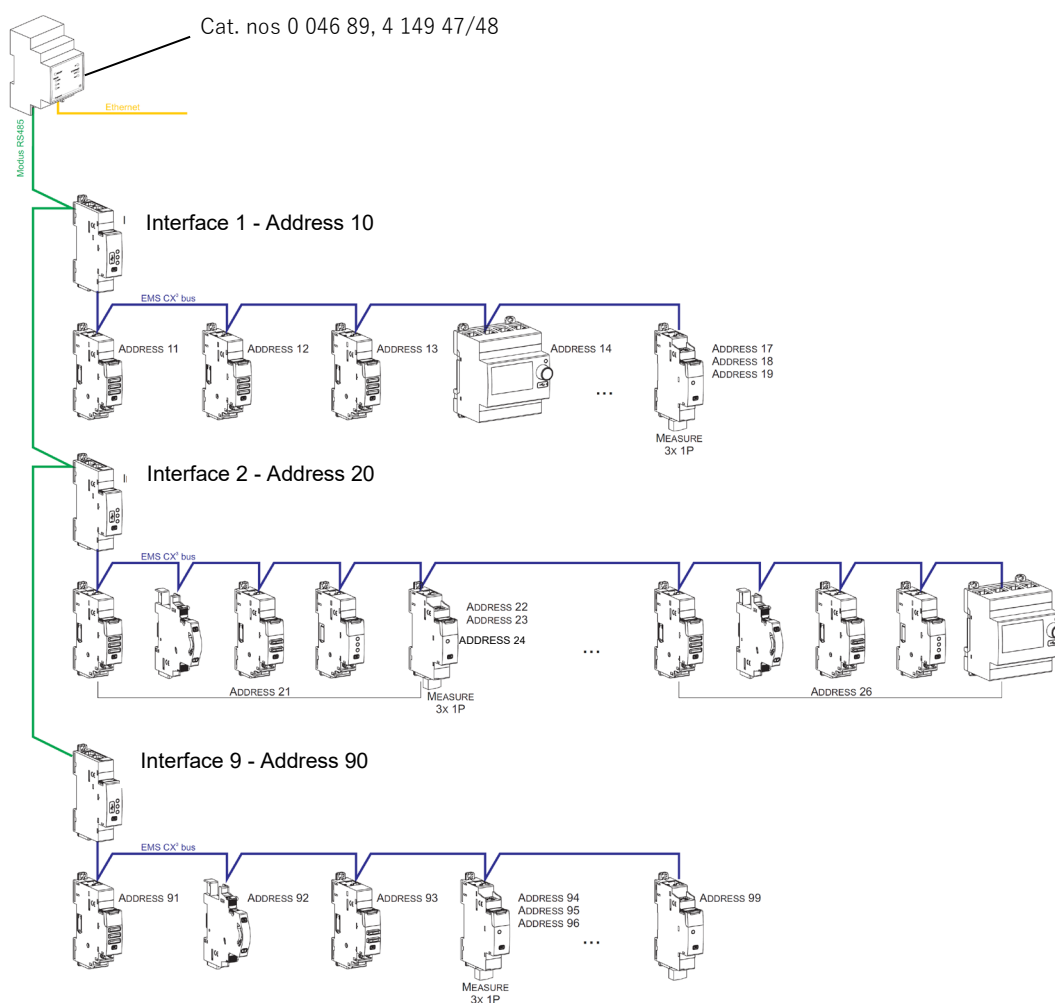 Cat. nos 0 046 89, 4 149 47/48
Ethernet
Modus RS485
Interface 1 - Address 10
EMS CX³ bus
ADDRESS 11
ADDRESS 12
ADDRESS 13
ADDRESS 14
ADDRESS 17
ADDRESS 18
ADDRESS 19
...
MEASURE
3X 1P
Interface 2 - Address 20
EMS CX³ bus
ADDRESS 22
ADDRESS 23
ADDRESS 24
...
ADDRESS 21
MEASURE
3X 1P
ADDRESS 26
Interface 9 - Address 90
EMS CX³ bus
ADDRESS 91
ADDRESS 92
ADDRESS 93
ADDRESS 94
ADDRESS 95
ADDRESS 96
ADDRESS 99
...
MEASURE
3X 1P